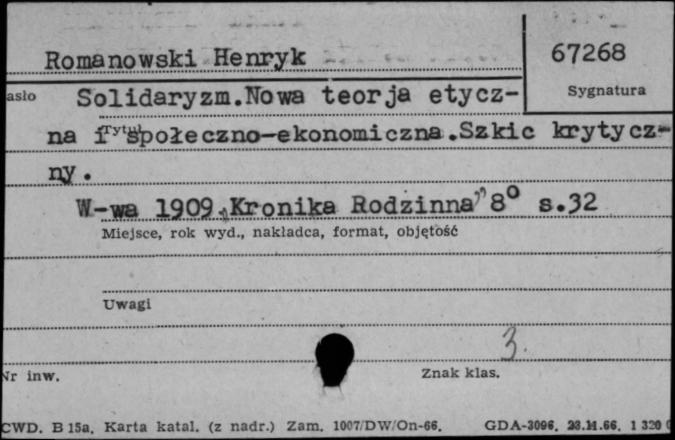 Romanowski Henryk
67268
Sygnatura
asło
Solidaryzm.Nowa teorja etycz-
na i społeczno-ekonomiczna.Szkic krytycz-
Tytuł
ny.
W-wa 1909 „Kronika Rodzinna" 8° s.32
Miejsce, rok wyd., nakładca, format, objętość
Uwagi
3.
Nr inw.
Znak klas.
CWD. B 15a. Karta katal. (z nadr.) Zam. 1007/DW/On-66.
GDA-3096. 23.11.66. 1 320